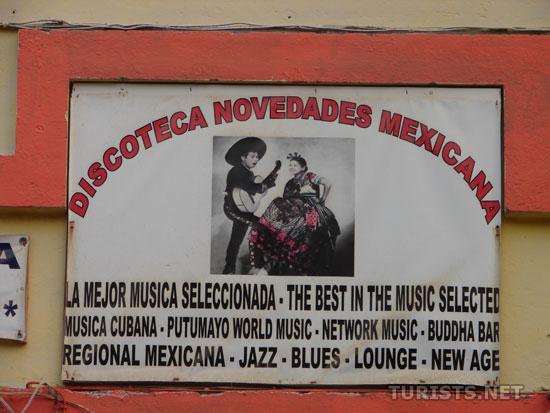 DISCOTECA NOVEDADES MEXICANA
LA MEJOR MUSICA SELECCIONADA - THE BEST IN THE MUSIC SELECTED
MUSICA CUBANA - PUTUMAYO WORLD MUSIC - NETWORK MUSIC - BUDDHA BAR
REGIONAL MEXICANA - JAZZ - BLUES - LOUNGE - NEW AGE
A
*
TURISTS.NET